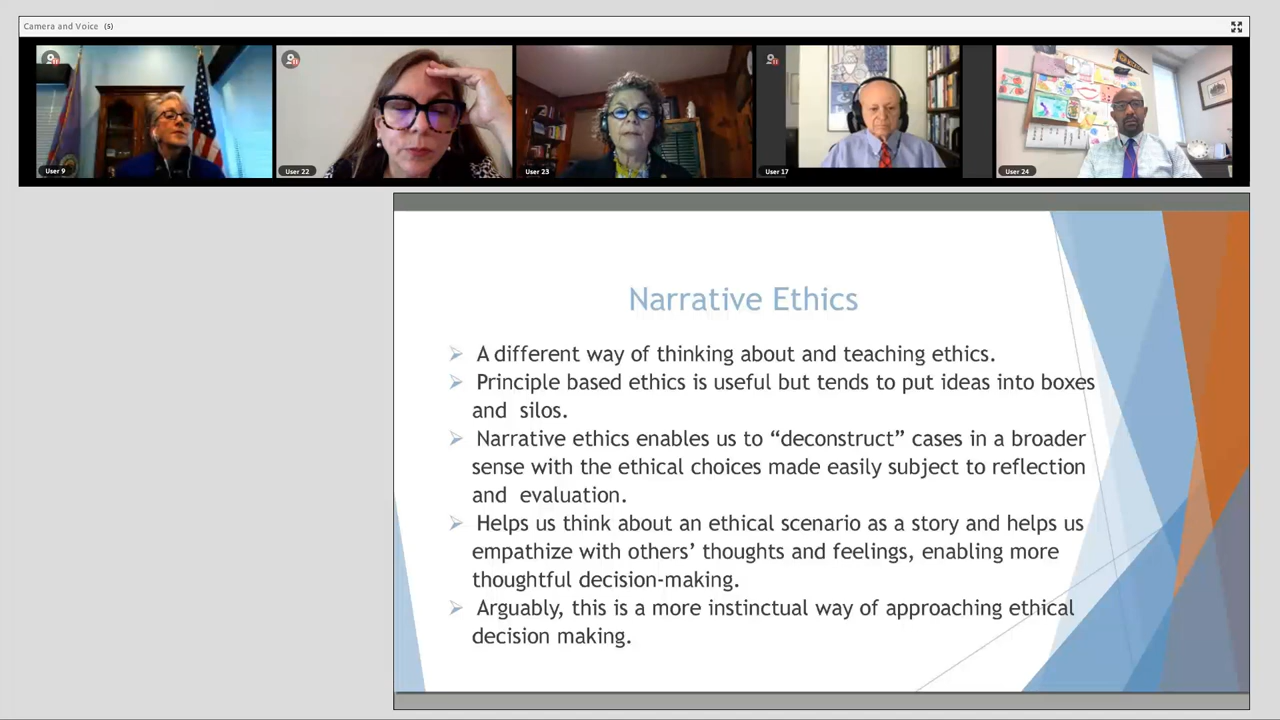 Camera and Voice (5)
User 9
User 22
User 23
User 17
User 24
Narrative Ethics
A different way of thinking about and teaching ethics.
Principle based ethics is useful but tends to put ideas into boxes
and silos.
Narrative ethics enables us to “deconstruct” cases in a broader
sense with the ethical choices made easily subject to reflection
and evaluation.
Helps us think about an ethical scenario as a story and helps us
empathize with others’ thoughts and feelings, enabling more
thoughtful decision-making.
Arguably, this is a more instinctual way of approaching ethical
decision making.